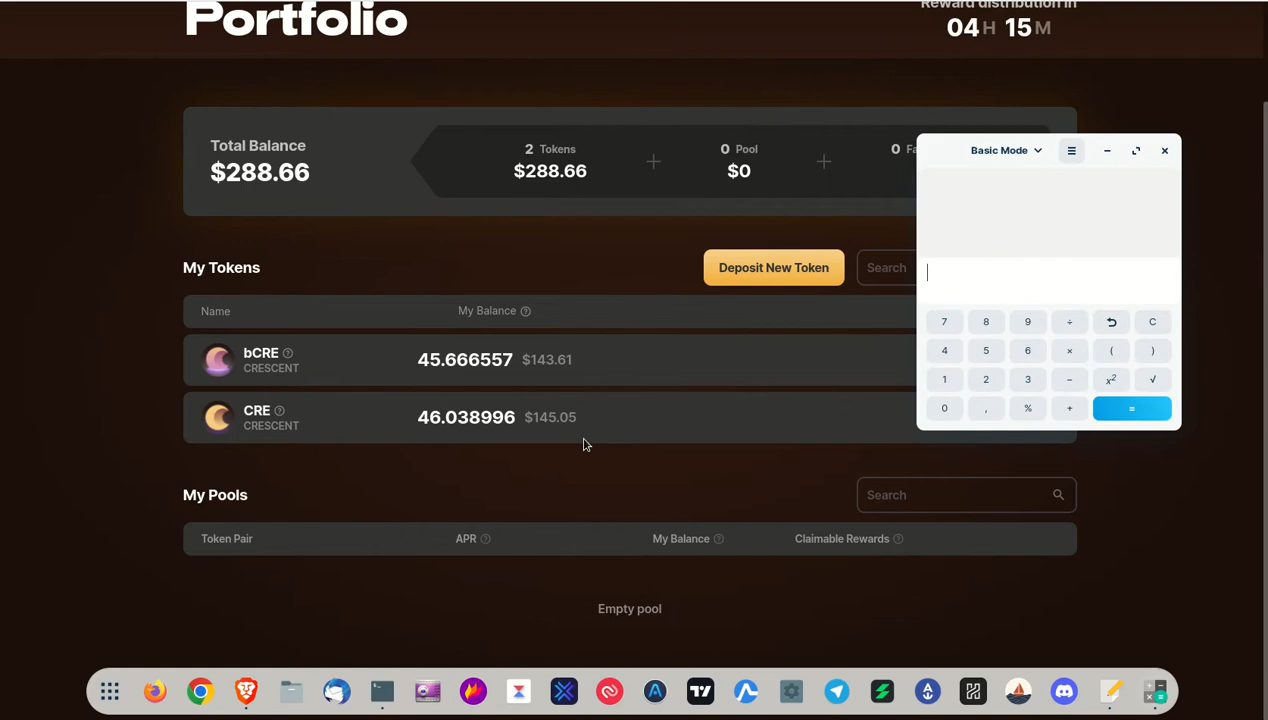 Portfolio
Reward distribution in
04 H 15 M
Total Balance
$288.66
2 Tokens
$288.66
0 Pool
$0
0 Fa
My Tokens
Deposit New Token
Search
Name
My Balance ?
bCRE ?
CRESCENT
45.666557 $143.61
CRE ?
CRESCENT
46.038996 $145.05
My Pools
Search
Token Pair
APR ?
My Balance ?
Claimable Rewards ?
Empty pool
Basic Mode
7 8 9 ÷ C
4 5 6 × ( )
1 2 3 − x² √
0 , % + =